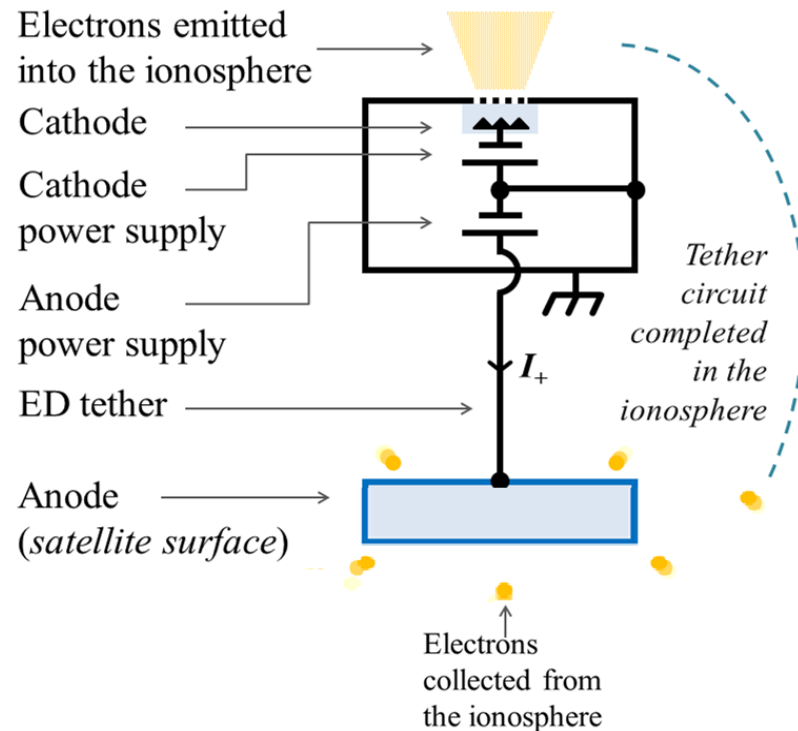 Electrons emitted
into the ionosphere
Cathode
Cathode
power supply
Anode
power supply
ED tether
Anode
(satellite surface)
I+
Tether
circuit
completed
in the
ionosphere
Electrons
collected from
the ionosphere